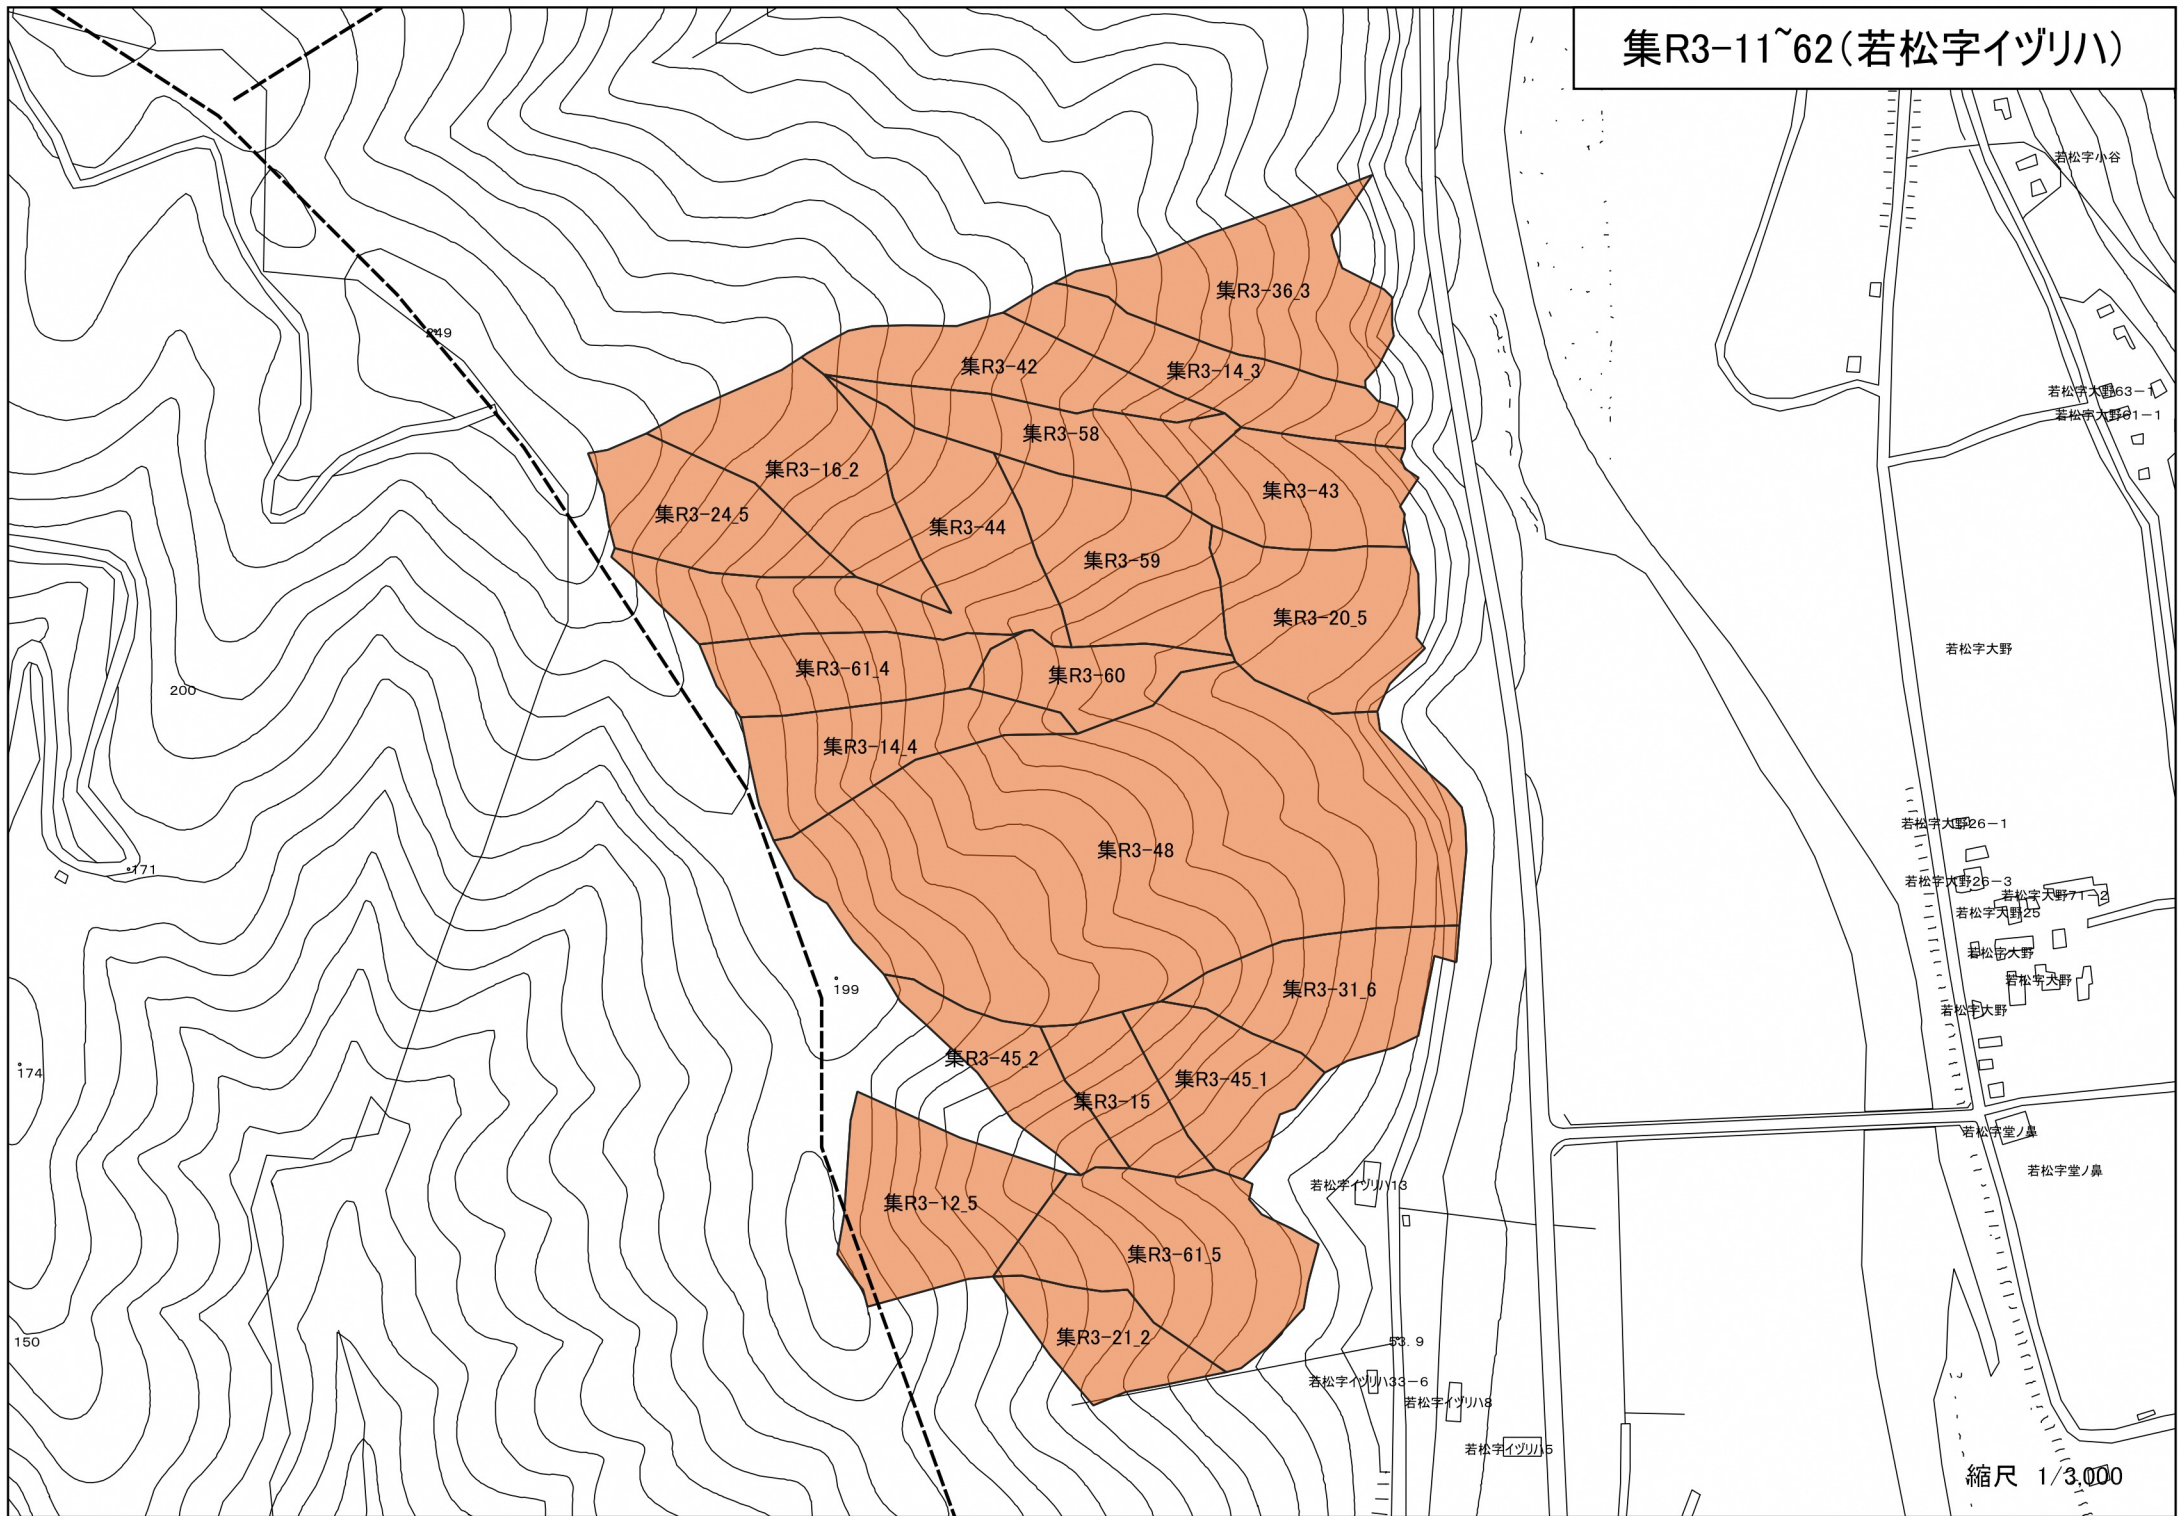 集R3-11~62(若松字イヅリハ)
若松字小谷
集R3-36_3
249
集R3-42
集R3-14_3
若松字大野63-1
若松字大野61-1
集R3-58
集R3-16_2
集R3-43
集R3-24_5
集R3-44
集R3-59
集R3-20_5
若松字大野
集R3-61_4
集R3-60
200
集R3-14_4
若松字大野26-1
集R3-48
171
若松字大野26-3
若松字大野71-2
若松字大野25
若松字大野
若松字大野
199
集R3-31_6
若松字大野
集R3-45_2
174
集R3-45_1
集R3-15
若松字堂ノ鼻
若松字堂ノ鼻
若松字イヅリハ13
集R3-12_5
集R3-61_5
150
集R3-21_2
53.9
若松字イヅリハ33-6
若松字イヅリハ8
若松字イヅリハ5
縮尺 1/3,000